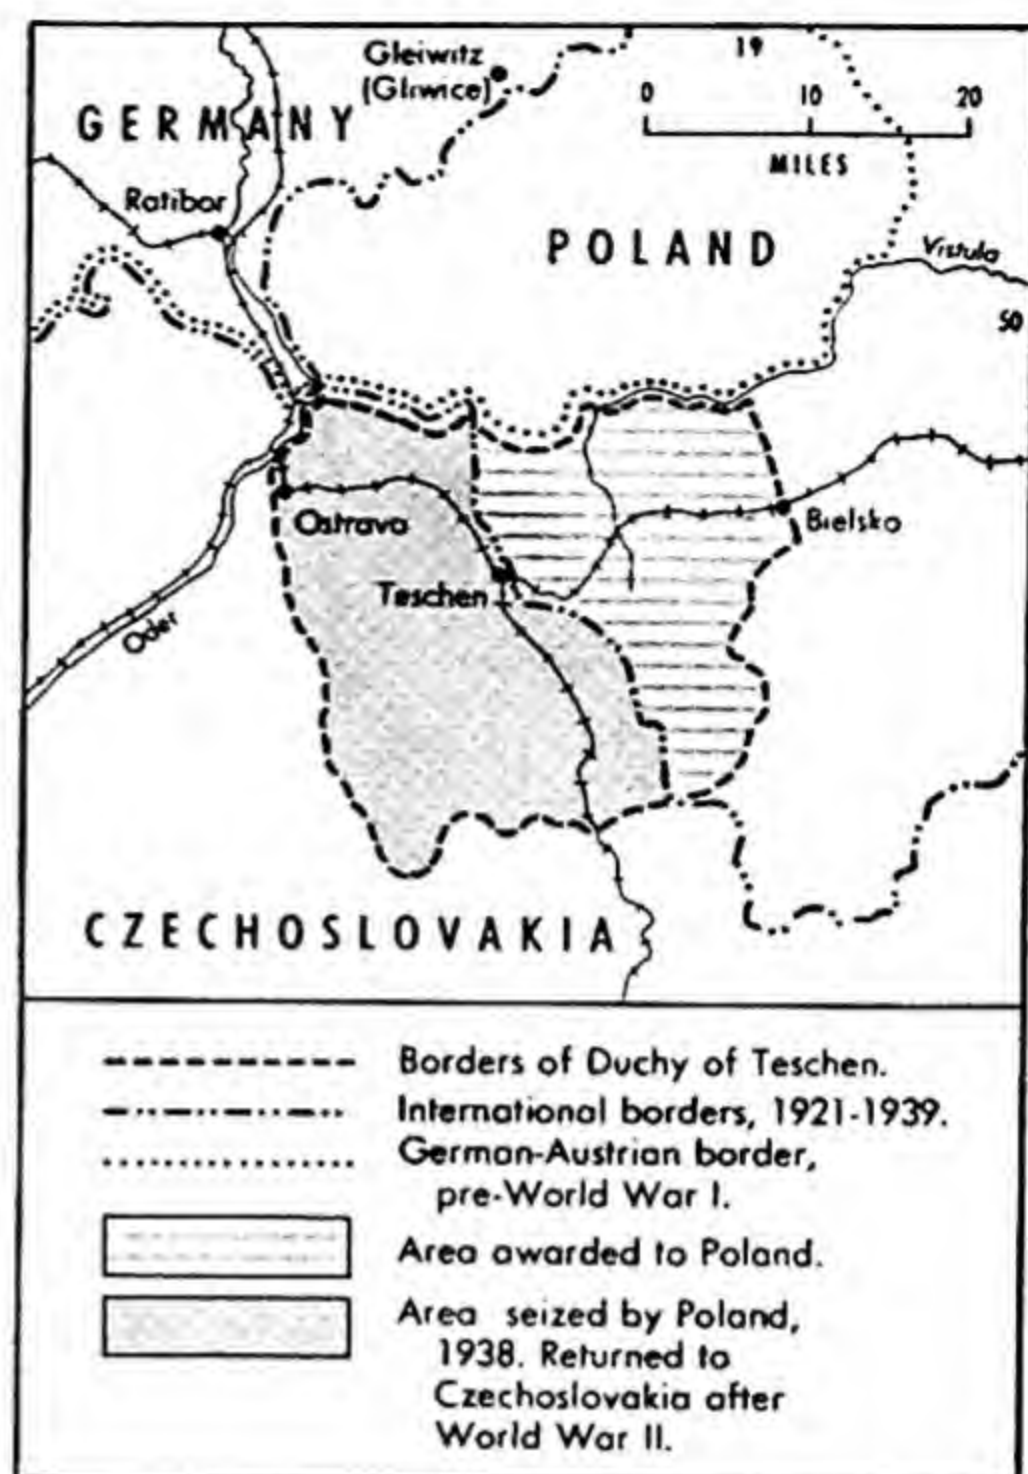 Gleiwitz
(Gliwice)
19
0 10 20
MILES
GERMANY
Ratibor
POLAND
Vistula
50
Ostrava
Bielsko
Teschen
Oder
CZECHOSLOVAKIA
Borders of Duchy of Teschen.
International borders, 1921-1939.
German-Austrian border,
pre-World War I.
Area awarded to Poland.
Area seized by Poland,
1938. Returned to
Czechoslovakia after
World War II.